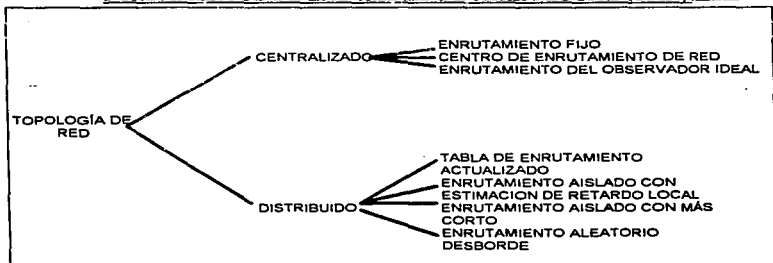 CENTRALIZADO
ENRUTAMIENTO FIJO
CENTRO DE ENRUTAMIENTO DE RED
ENRUTAMIENTO DEL OBSERVADOR IDEAL
TOPOLOGÍA DE
RED
DISTRIBUIDO
TABLA DE ENRUTAMIENTO
ACTUALIZADO
ENRUTAMIENTO AISLADO CON
ESTIMACION DE RETARDO LOCAL
ENRUTAMIENTO AISLADO CON MÁS
CORTO
ENRUTAMIENTO ALEATORIO
DESBORDE